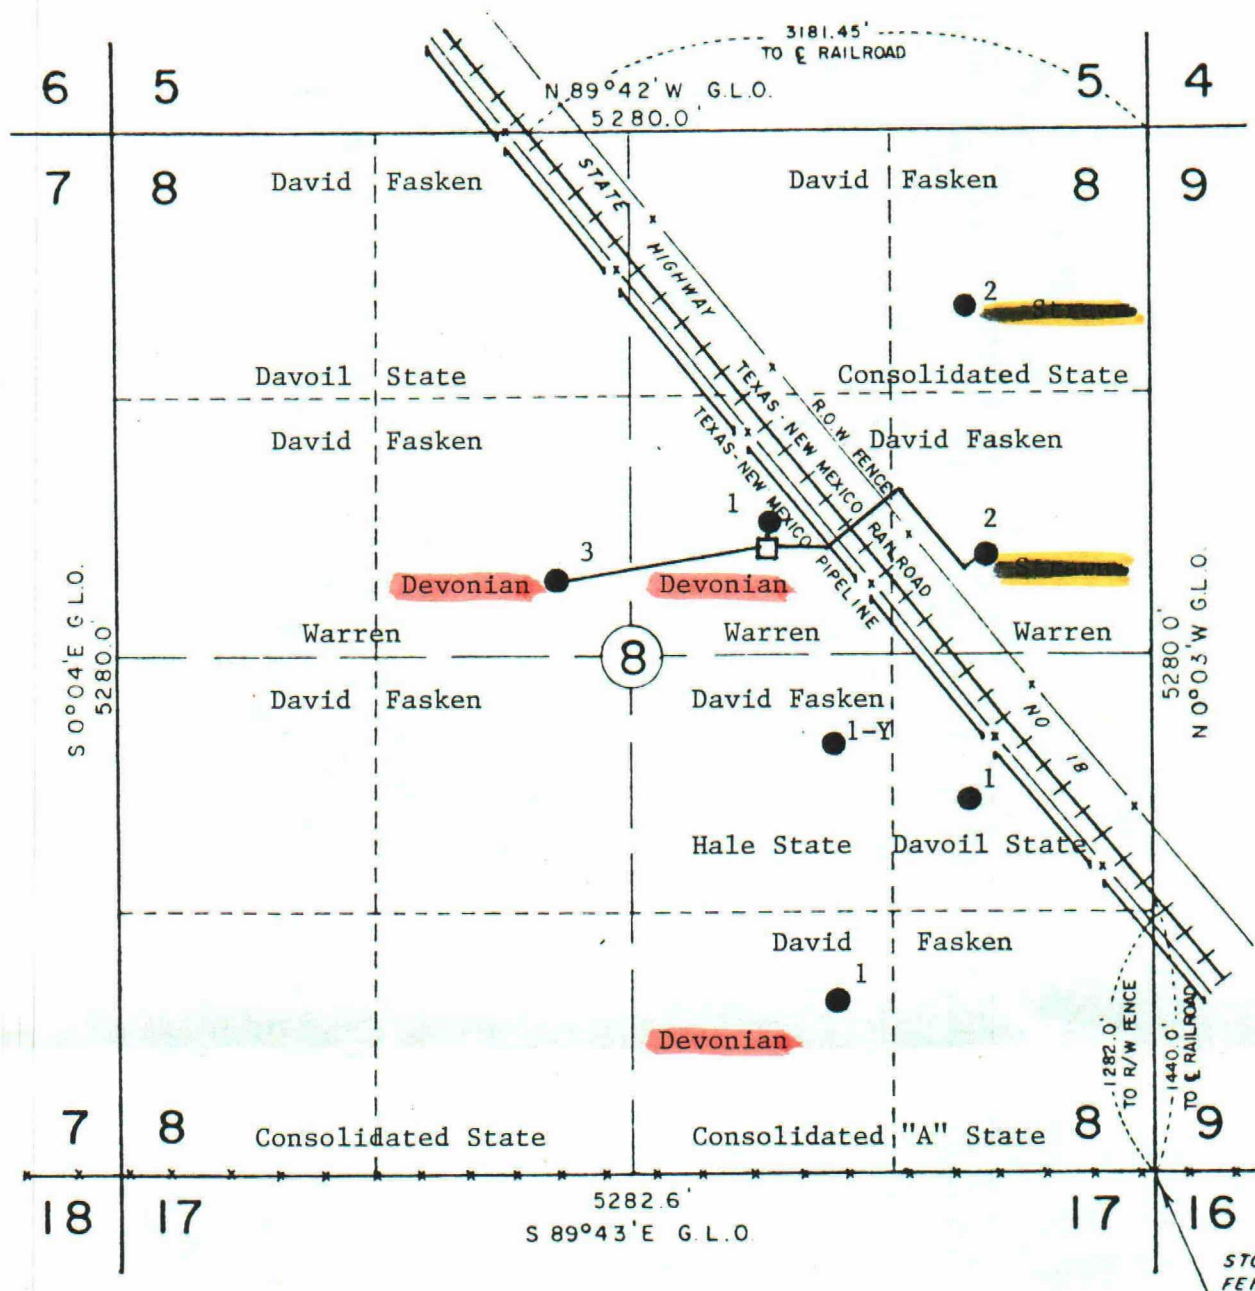 3181.45'
TO ℄ RAILROAD
6 5
5 4
N 89°42' W G.L.O.
5280.0'
7 8
8 9
David Fasken
David Fasken
STATE HIGHWAY
2 Strawn
Davoil State
Consolidated State
TEXAS-NEW MEXICO RAILROAD
R.O.W FENCE
TEXAS-NEW MEXICO PIPELINE
David Fasken
David Fasken
1
2
3
Strawn
Devonian
Devonian
Warren
Warren
Warren
S 0°04'E G.L.O.
5280.0'
8
5280 0'
N 0°03'W G.L.O.
David Fasken
David Fasken
1-Y
NO 18
1
Hale State
Davoil State
David Fasken
1
Devonian
1282.0'
TO R/W FENCE
1440.0'
TO ℄ RAILROAD
7 8
8 9
Consolidated State
Consolidated "A" State
18 17
17 16
5282.6'
S 89°43'E G.L.O.